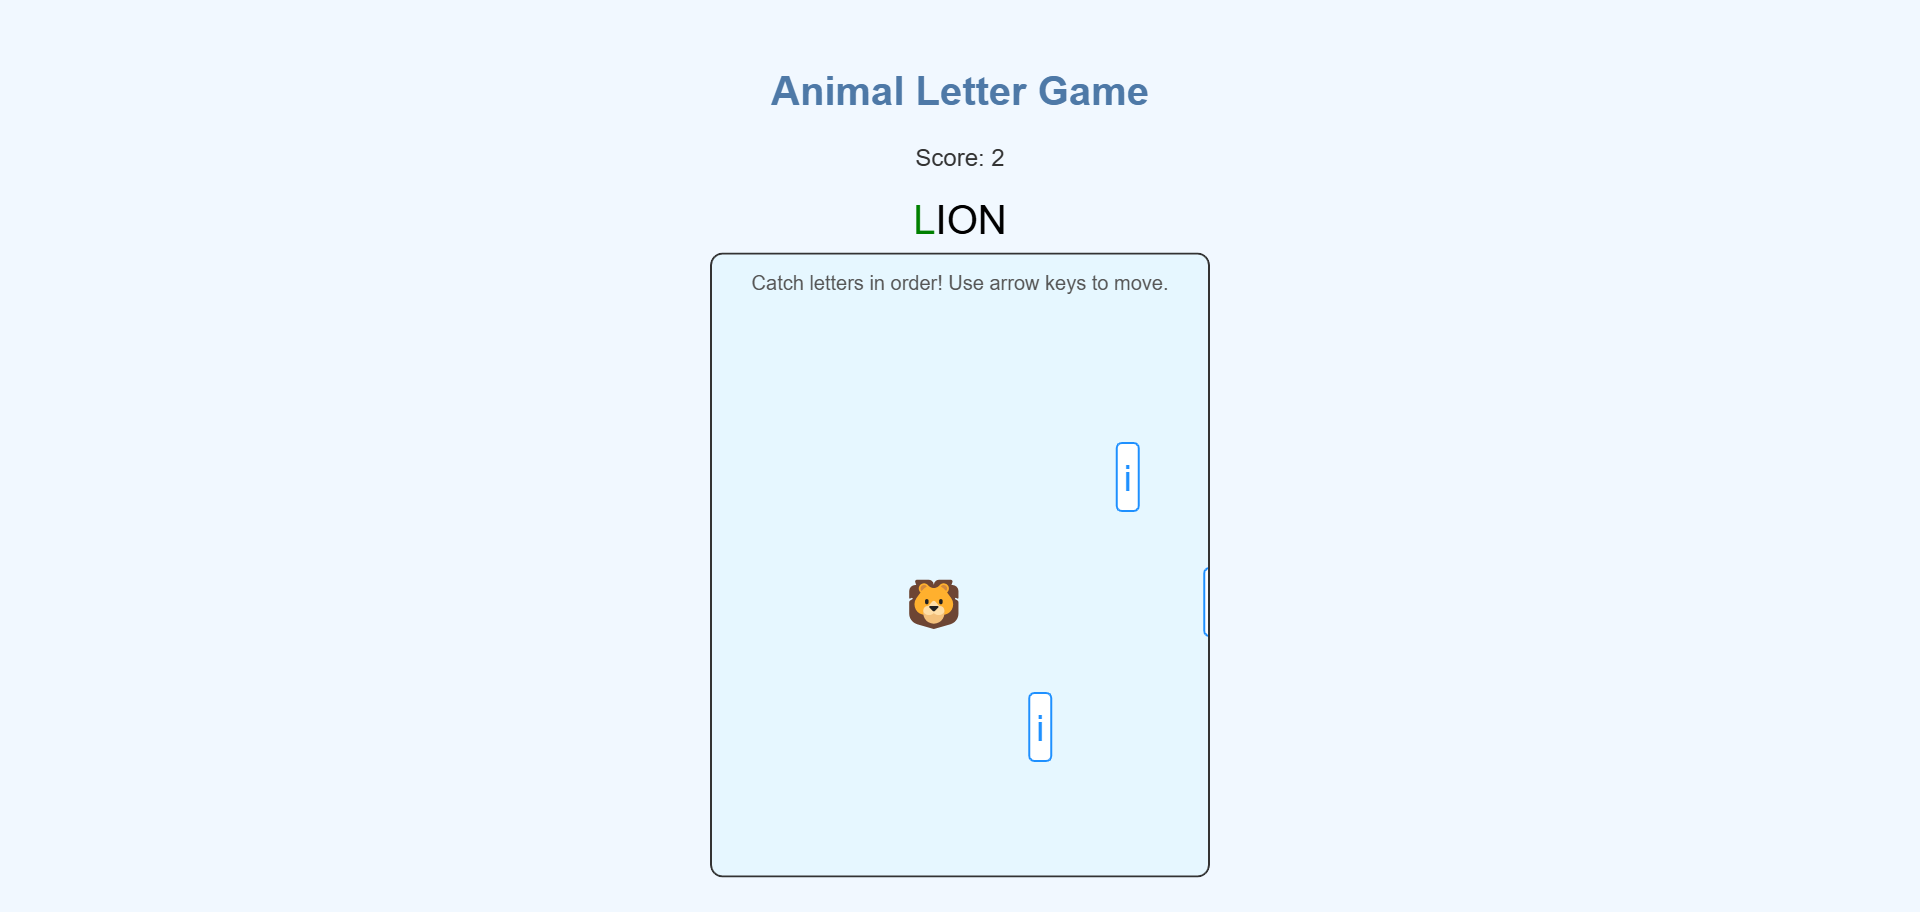 Animal Letter Game
Score: 2
LION
Catch letters in order! Use arrow keys to move.
i
i